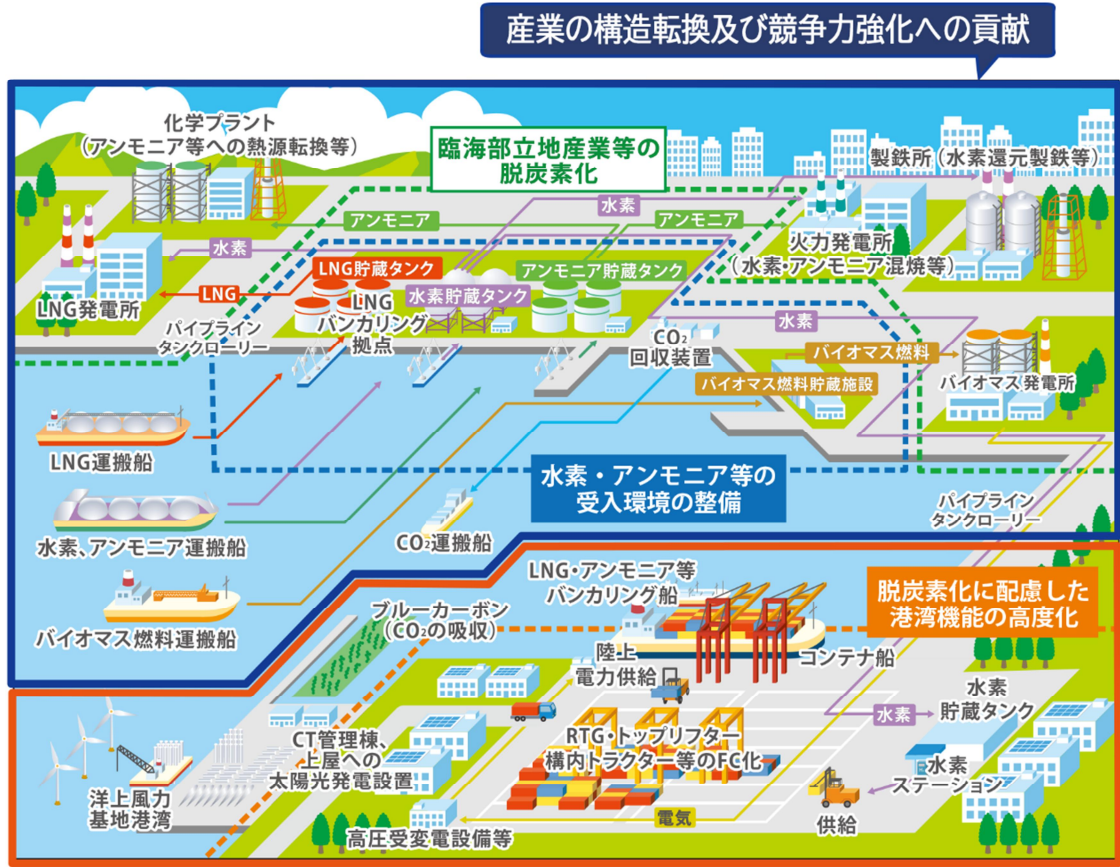 産業の構造転換及び競争力強化への貢献
化学プラント
(アンモニア等への熱源転換等)
臨海部立地産業等の
脱炭素化
製鉄所(水素還元製鉄等)
アンモニア
水素
アンモニア
水素
火力発電所
(水素・アンモニア混焼等)
LNG貯蔵タンク
アンモニア貯蔵タンク
水素貯蔵タンク
LNG
LNG発電所
LNG
バンカリング
拠点
パイプライン
タンクローリー
CO2
回収装置
水素
バイオマス燃料
バイオマス燃料貯蔵施設
バイオマス発電所
LNG運搬船
水素・アンモニア等の
受入環境の整備
水素、アンモニア運搬船
CO2運搬船
パイプライン
タンクローリー
バイオマス燃料運搬船
LNG・アンモニア等
バンカリング船
脱炭素化に配慮した
港湾機能の高度化
ブルーカーボン
(CO2の吸収)
陸上
電力供給
コンテナ船
水素
貯蔵タンク
水素
CT管理棟、
上屋への
太陽光発電設置
RTG・トップリフター
構内トラクター等のFC化
水素
ステーション
洋上風力
基地港湾
高圧受変電設備等
電気
供給